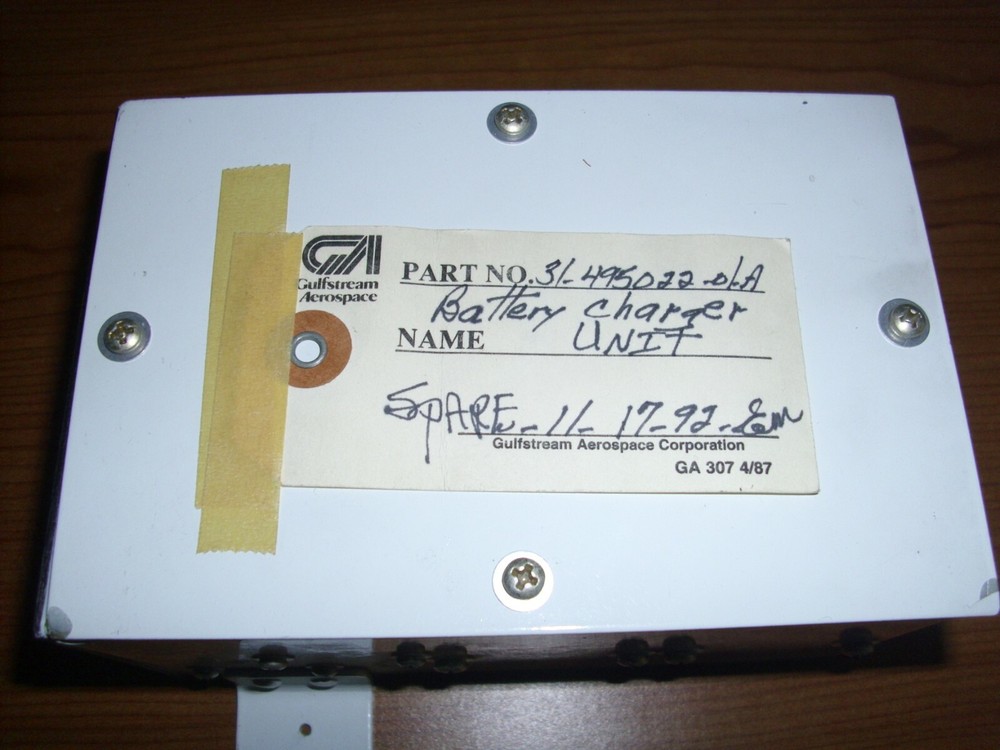 GA
Gulfstream
Aerospace
PART NO. 31-495022-01A
Battery charger
NAME UNIT
SpARE - 11-17-92-
Gulfstream Aerospace Corporation
GA 307 4/87